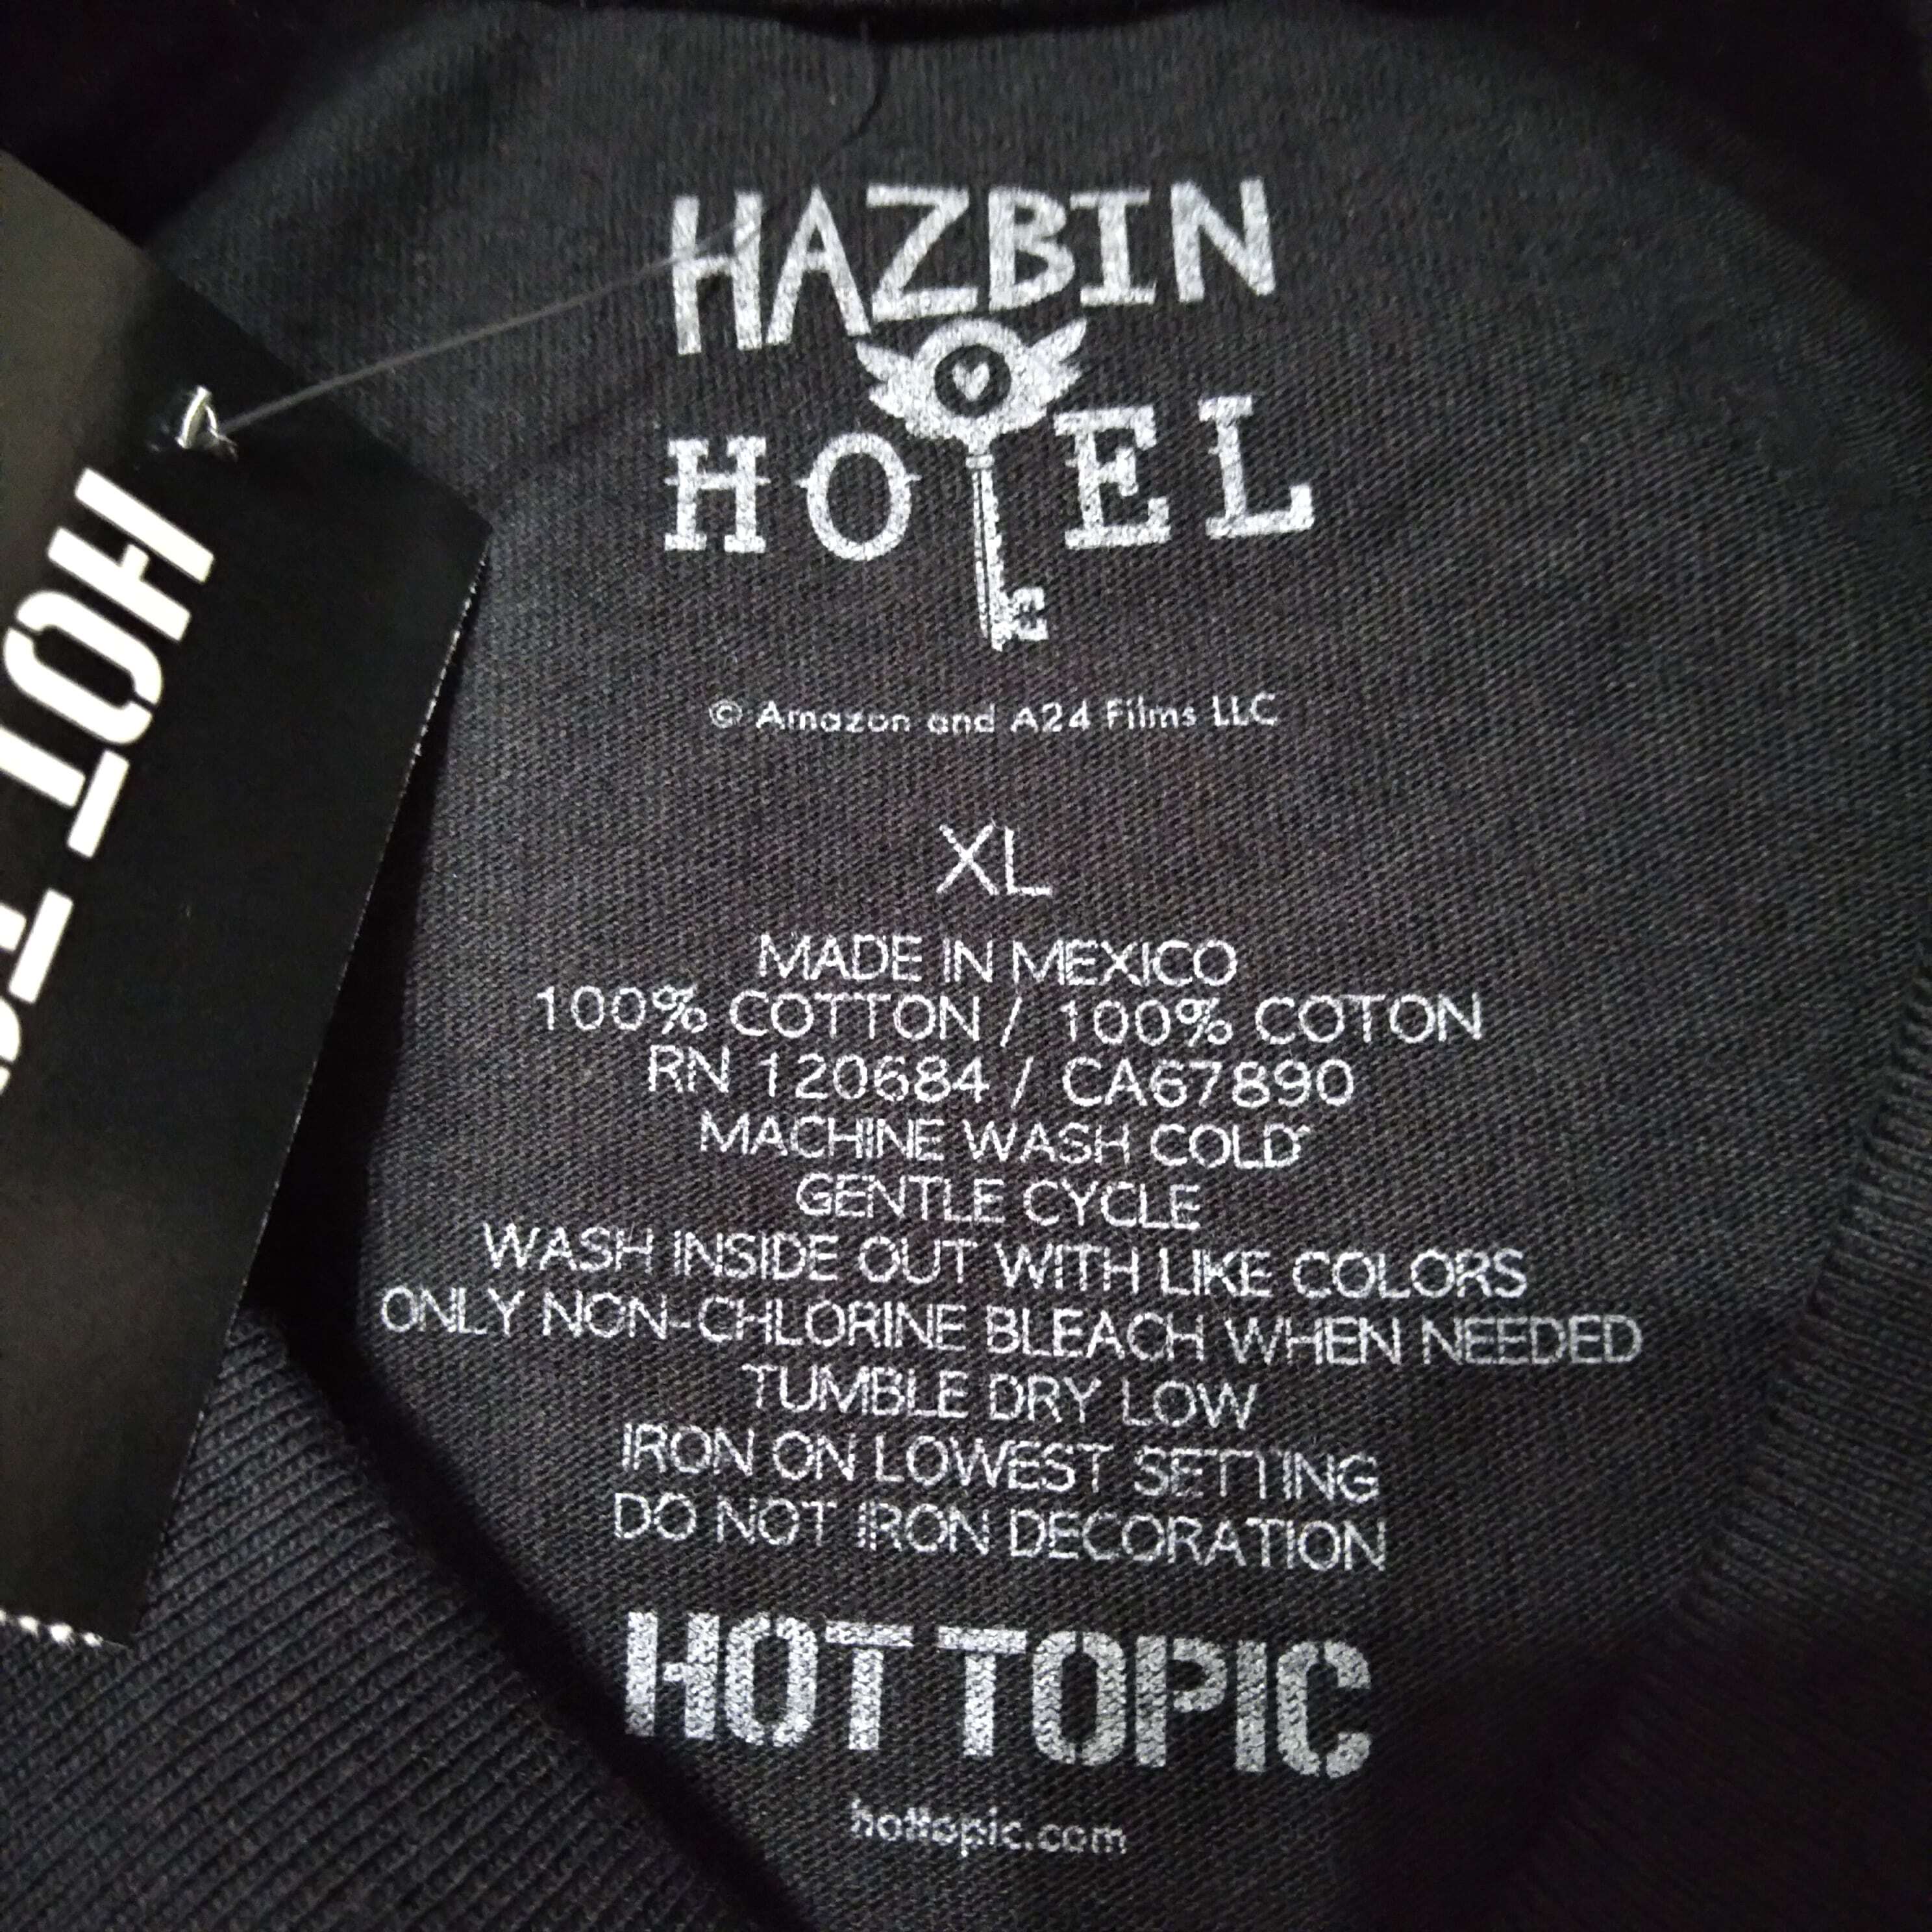 HAZBIN
HOTEL
© Amazon and A24 Films LLC
XL
MADE IN MEXICO
100% COTTON / 100% COTON
RN 120684 / CA67890
MACHINE WASH COLD
GENTLE CYCLE
WASH INSIDE OUT WITH LIKE COLORS
ONLY NON-CHLORINE BLEACH WHEN NEEDED
TUMBLE DRY LOW
IRON ON LOWEST SETTING
DO NOT IRON DECORATION
HOT TOPIC
hottopic.com
HOT